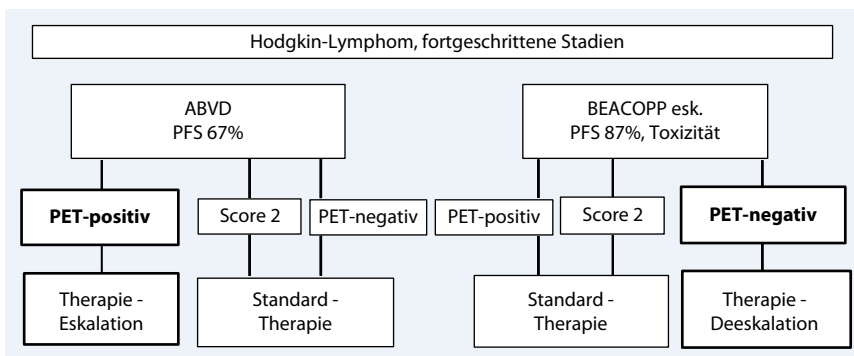 Hodgkin-Lymphom, fortgeschrittene Stadien
ABVD
PFS 67%
BEACOPP esk.
PFS 87%, Toxizität
PET-positiv
Score 2
PET-negativ
PET-positiv
Score 2
PET-negativ
Therapie -
Eskalation
Standard -
Therapie
Standard -
Therapie
Therapie -
Deeskalation